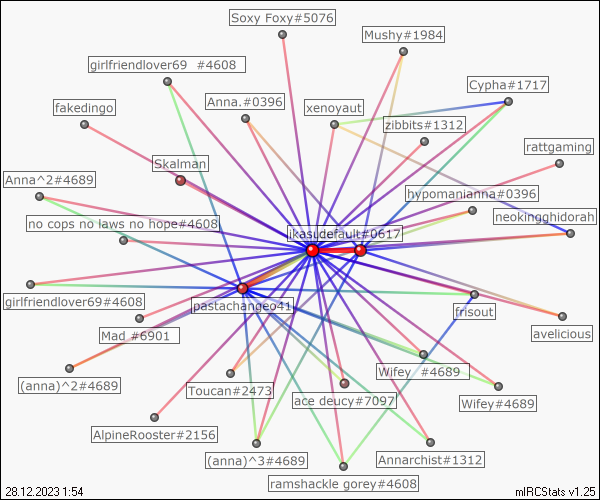 Soxy Foxy#5076
Mushy#1984
girlfriendlover69 #4608
Cypha#1717
Anna.#0396
xenoyaut
fakedingo
zibbits#1312
rattgaming
Skalman
Anna^2#4689
hypomanianna#0396
neokingghidorah
no cops no laws no hope#4608
default#0617
girlfriendlover69#4608
pastachangeo41
frisout
avelicious
Mad #6901
Wifey #4689
(anna)^2#4689
Toucan#2473
ace deucy#7097
Wifey#4689
AlpineRooster#2156
(anna)^3#4689
Annarchist#1312
ramshackle gorey#4608
28.12.2023 1:54
mIRCStats v1.25